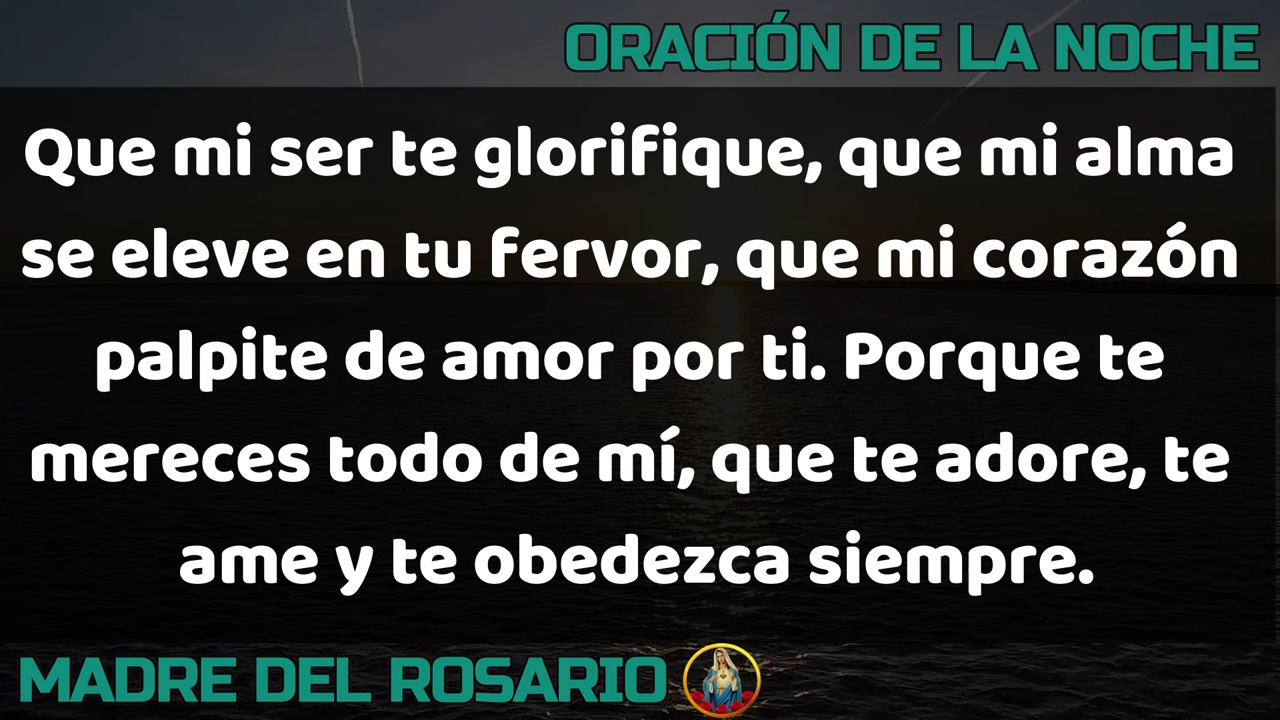 ORACIÓN DE LA NOCHE
Que mi ser te glorifique, que mi alma
se eleve en tu fervor, que mi corazón
palpite de amor por ti. Porque te
mereces todo de mí, que te adore, te
ame y te obedezca siempre.
MADRE DEL ROSARIO